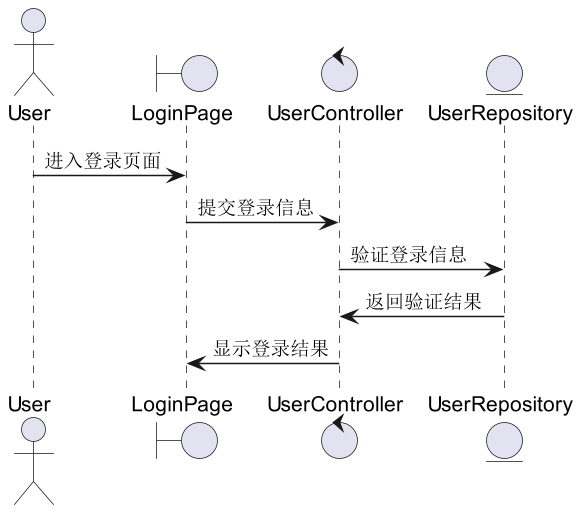 User
LoginPage
UserController
UserRepository
进入登录页面
提交登录信息
验证登录信息
返回验证结果
显示登录结果
User
LoginPage
UserController
UserRepository